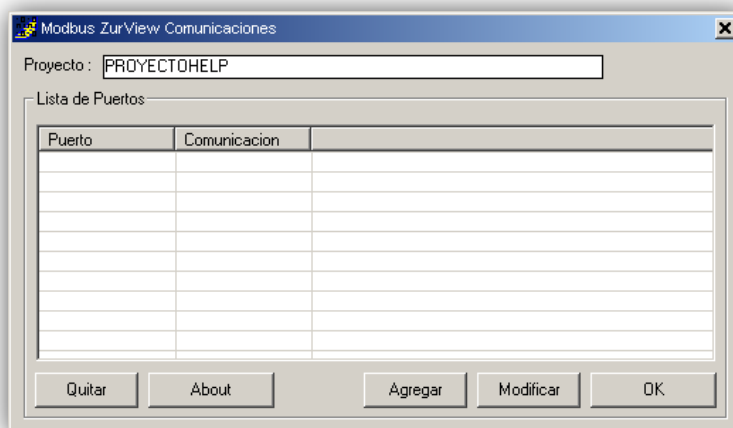 Modbus ZurView Comunicaciones
Proyecto : PROYECTOHELP
Lista de Puertos
Puerto Comunicacion
Quitar About Agregar Modificar OK